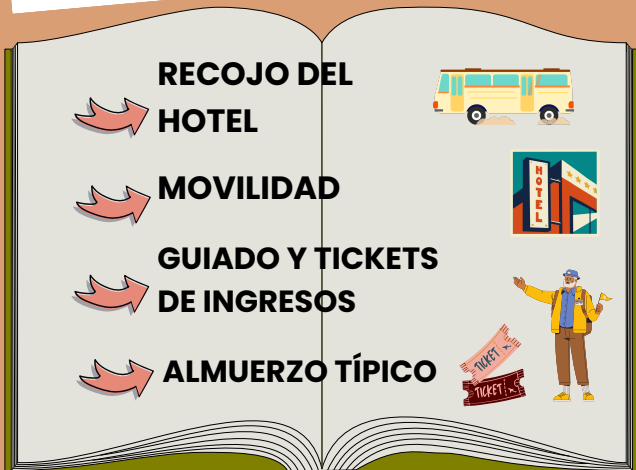 RECOJO DEL
HOTEL
MOVILIDAD
GUIADO Y TICKETS
DE INGRESOS
ALMUERZO TÍPICO
HOTEL
TICKET
TICKET